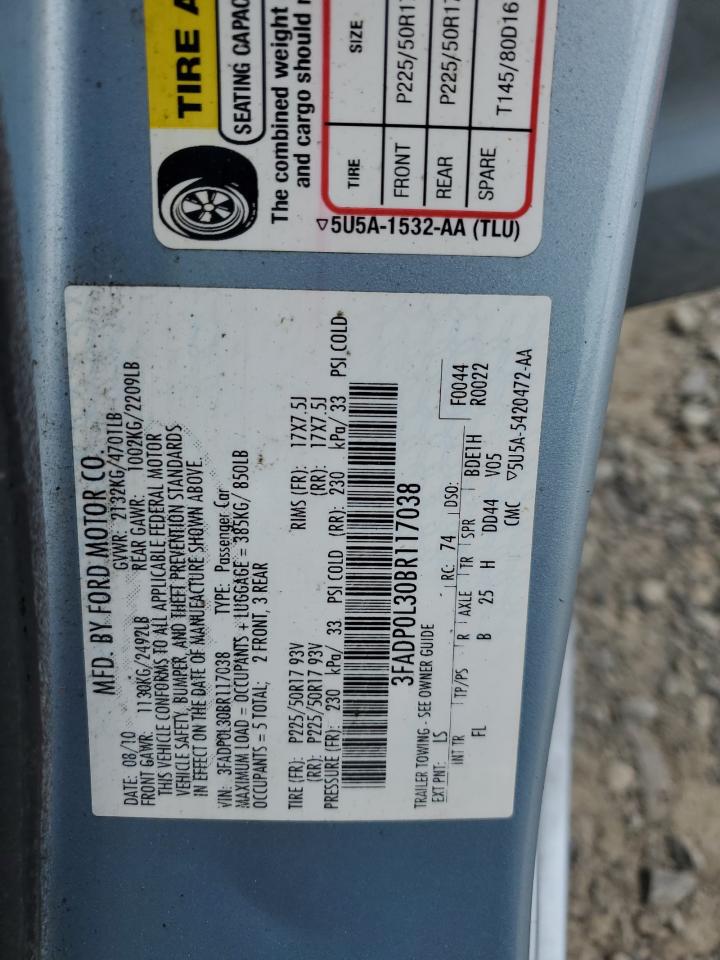 TIRE A
SEATING CAPAC
The combined weight
and cargo should
TIRE SIZE
FRONT P225/50R17
REAR P225/50R17
SPARE T145/80D16
5U5A-1532-AA (TLU)
MFD. BY FORD MOTOR CO.
DATE: 08/10 GVWR: 2132KG/4701LB
FRONT GAWR: 1130KG/2492LB REAR GAWR: 1002KG/2209LB
THIS VEHICLE CONFORMS TO ALL APPLICABLE FEDERAL MOTOR
VEHICLE SAFETY, BUMPER, AND THEFT PREVENTION STANDARDS
IN EFFECT ON THE DATE OF MANUFACTURE SHOWN ABOVE.
VIN: 3FADP0L30BR117038 TYPE: Passenger Car
MAXIMUM LOAD = OCCUPANTS + LUGGAGE = 385KG/ 850LB
OCCUPANTS = 5 TOTAL; 2 FRONT, 3 REAR
TIRE (FR): P225/50R17 93V RIMS (FR): 17X7.5J
(RR): P225/50R17 93V (RR): 17X7.5J
PRESSURE (FR): 230 kPa/ 33 PSI COLD (RR): 230 kPa/ 33 PSI COLD
3FADP0L30BR117038
TRAILER TOWING - SEE OWNER GUIDE F0044
EXT PNT: LS RC: 74 DSO: R0022
INT TR TP/PS R AXLE TR SPR BDE1H
FL B 25 H DD44 V05
CMC 5U5A-5420472-AA